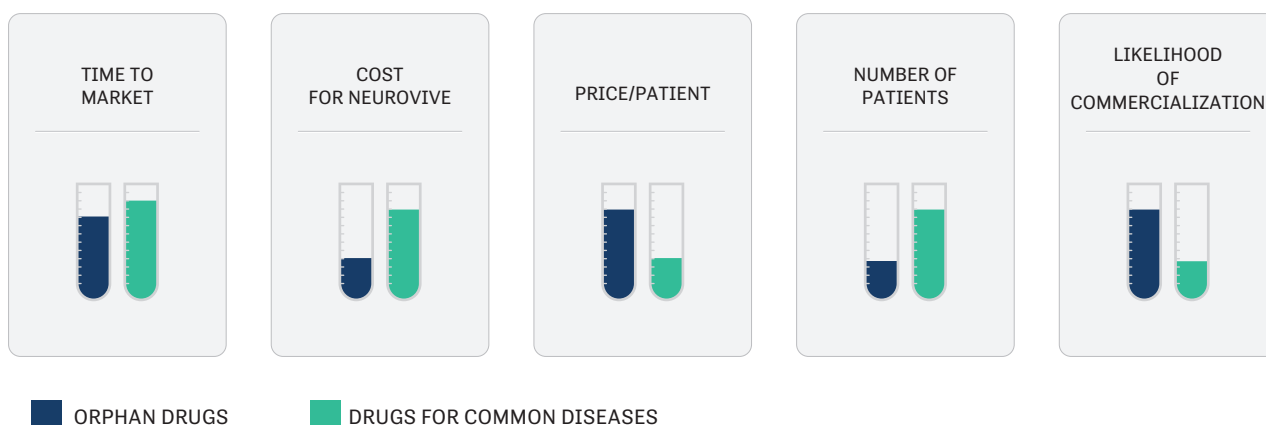 TIME TO
MARKET
COST
FOR NEUROVIVE
PRICE/PATIENT
NUMBER OF
PATIENTS
LIKELIHOOD
OF
COMMERCIALIZATION
ORPHAN DRUGS
DRUGS FOR COMMON DISEASES